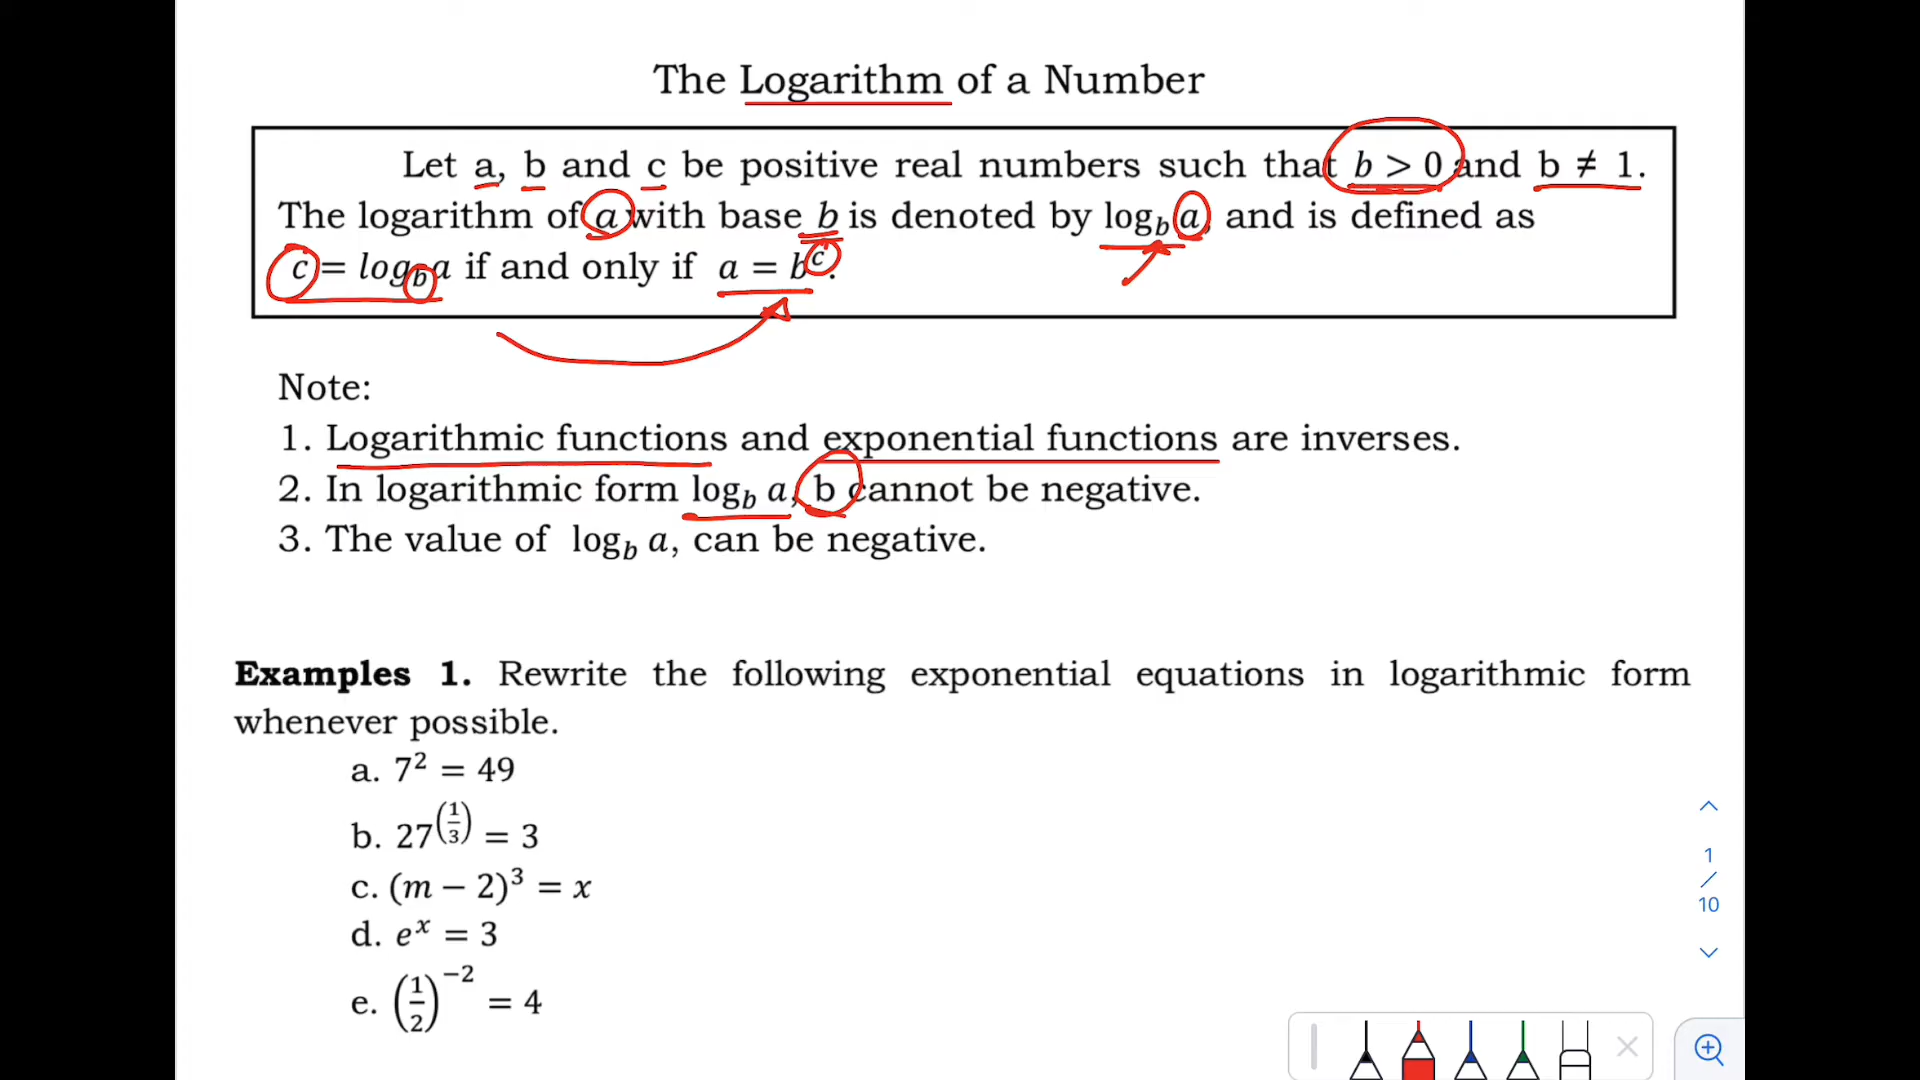 The Logarithm of a Number
Let a, b and c be positive real numbers such that b > 0 and b ≠ 1.
The logarithm of a with base b is denoted by log_b a, and is defined as
c = log_b a if and only if a = b^c.
Note:
1. Logarithmic functions and exponential functions are inverses.
2. In logarithmic form log_b a, b cannot be negative.
3. The value of log_b a, can be negative.
Examples 1. Rewrite the following exponential equations in logarithmic form
whenever possible.
a. 7² = 49
b. 27^(1/3) = 3
c. (m − 2)³ = x
d. e^x = 3
e. (1/2)^−2 = 4
1
/
10